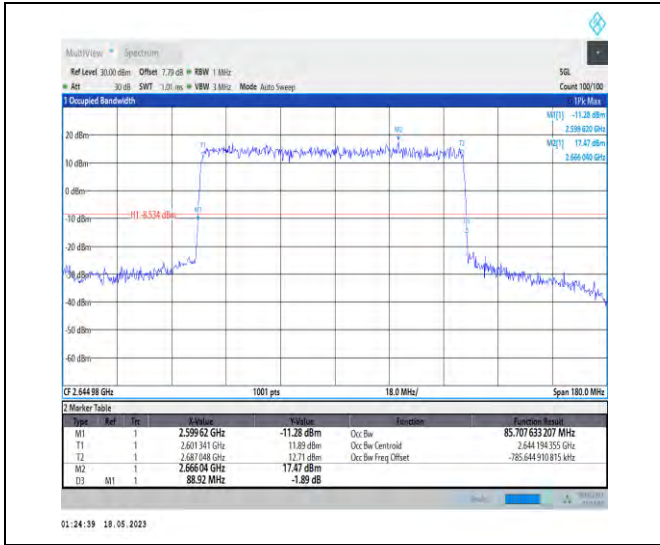 MultiView Spectrum
Ref Level 30.00 dBm Offset 7.79 dB RBW 1 MHz SGL
Att 30 dB SWT 1.01 ms VBW 3 MHz Mode Auto Sweep Count 100/100
1 Occupied Bandwidth 1Pk Max
M1[1] -11.28 dBm
2.599 620 GHz
M2[1] 17.47 dBm
2.666 040 GHz
20 dBm
M2
T1 T2
10 dBm
0 dBm
M1
-10 dBm H1 -8.534 dBm
-20 dBm
-30 dBm
-40 dBm
-50 dBm
-60 dBm
CF 2.644 98 GHz 1001 pts 18.0 MHz/ Span 180.0 MHz
2 Marker Table
Type Ref Trc X-Value Y-Value Function Function Result
M1 1 2.599 62 GHz -11.28 dBm Occ Bw 85.707 633 207 MHz
T1 1 2.601 341 GHz 11.89 dBm Occ Bw Centroid 2.644 194 355 GHz
T2 1 2.687 048 GHz 12.71 dBm Occ Bw Freq Offset -785.644 910 815 kHz
M2 1 2.666 04 GHz 17.47 dBm
D3 M1 1 88.92 MHz -1.89 dB
01:24:39 18.05.2023